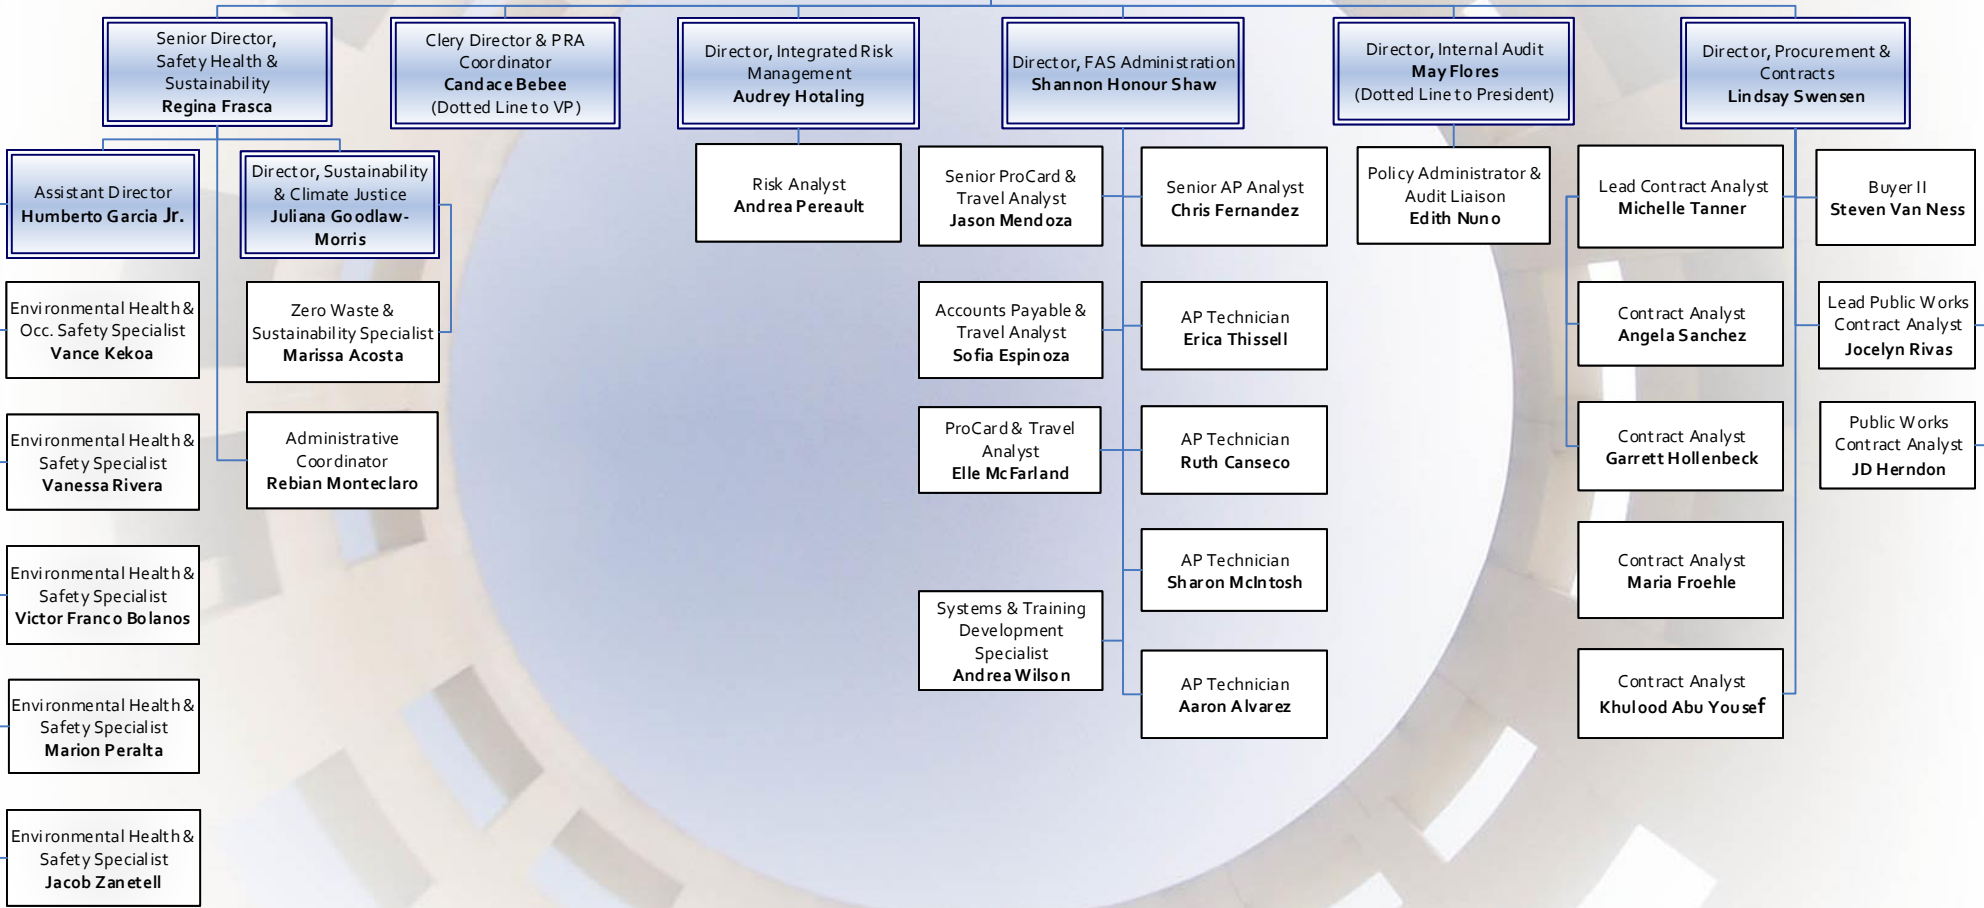 Senior Director,
Safety Health &
Sustainability
Regina Frasca
Clery Director & PRA
Coordinator
Candace Bebee
(Dotted Line to VP)
Director, Integrated Risk
Management
Audrey Hotaling
Director, FAS Administration
Shannon Honour Shaw
Director, Internal Audit
May Flores
(Dotted Line to President)
Director, Procurement &
Contracts
Lindsay Swensen
Assistant Director
Humberto Garcia Jr.
Director, Sustainability
& Climate Justice
Juliana Goodlaw-
Morris
Risk Analyst
Andrea Pereault
Senior ProCard &
Travel Analyst
Jason Mendoza
Senior AP Analyst
Chris Fernandez
Policy Administrator &
Audit Liaison
Edith Nuno
Lead Contract Analyst
Michelle Tanner
Buyer II
Steven Van Ness
Environmental Health &
Occ. Safety Specialist
Vance Kekoa
Zero Waste &
Sustainability Specialist
Marissa Acosta
Accounts Payable &
Travel Analyst
Sofia Espinoza
AP Technician
Erica Thissell
Contract Analyst
Angela Sanchez
Lead Public Works
Contract Analyst
Jocelyn Rivas
Environmental Health &
Safety Specialist
Vanessa Rivera
Administrative
Coordinator
Rebian Monteclaro
ProCard & Travel
Analyst
Elle McFarland
AP Technician
Ruth Canseco
Contract Analyst
Garrett Hollenbeck
Public Works
Contract Analyst
JD Herndon
Environmental Health &
Safety Specialist
Victor Franco Bolanos
Systems & Training
Development
Specialist
Andrea Wilson
AP Technician
Sharon McIntosh
Contract Analyst
Maria Froehle
Environmental Health &
Safety Specialist
Marion Peralta
AP Technician
Aaron Alvarez
Contract Analyst
Khulood Abu Yousef
Environmental Health &
Safety Specialist
Jacob Zanetell